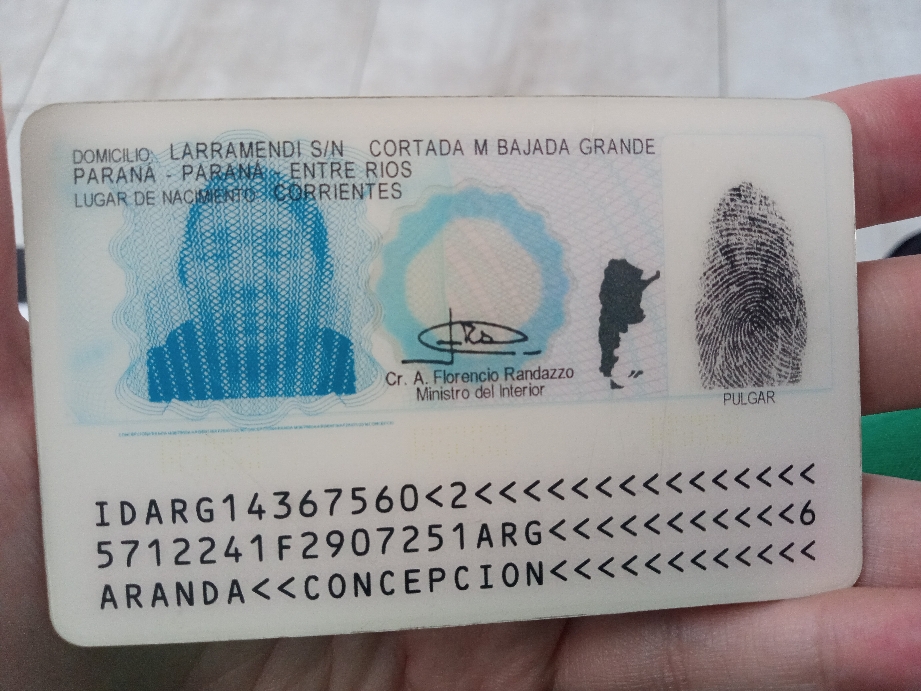 DOMICILIO: LARRAMENDI S/N CORTADA M BAJADA GRANDE
PARANÁ - PARANÁ ENTRE RIOS
LUGAR DE NACIMIENTO: CORRIENTES
Cr. A. Florencio Randazzo
Ministro del Interior
PULGAR
IDARG14367560<2<<<<<<<<<<<<<<<
5712241F2907251ARG<<<<<<<<<<<6
ARANDA<<CONCEPCION<<<<<<<<<<<<